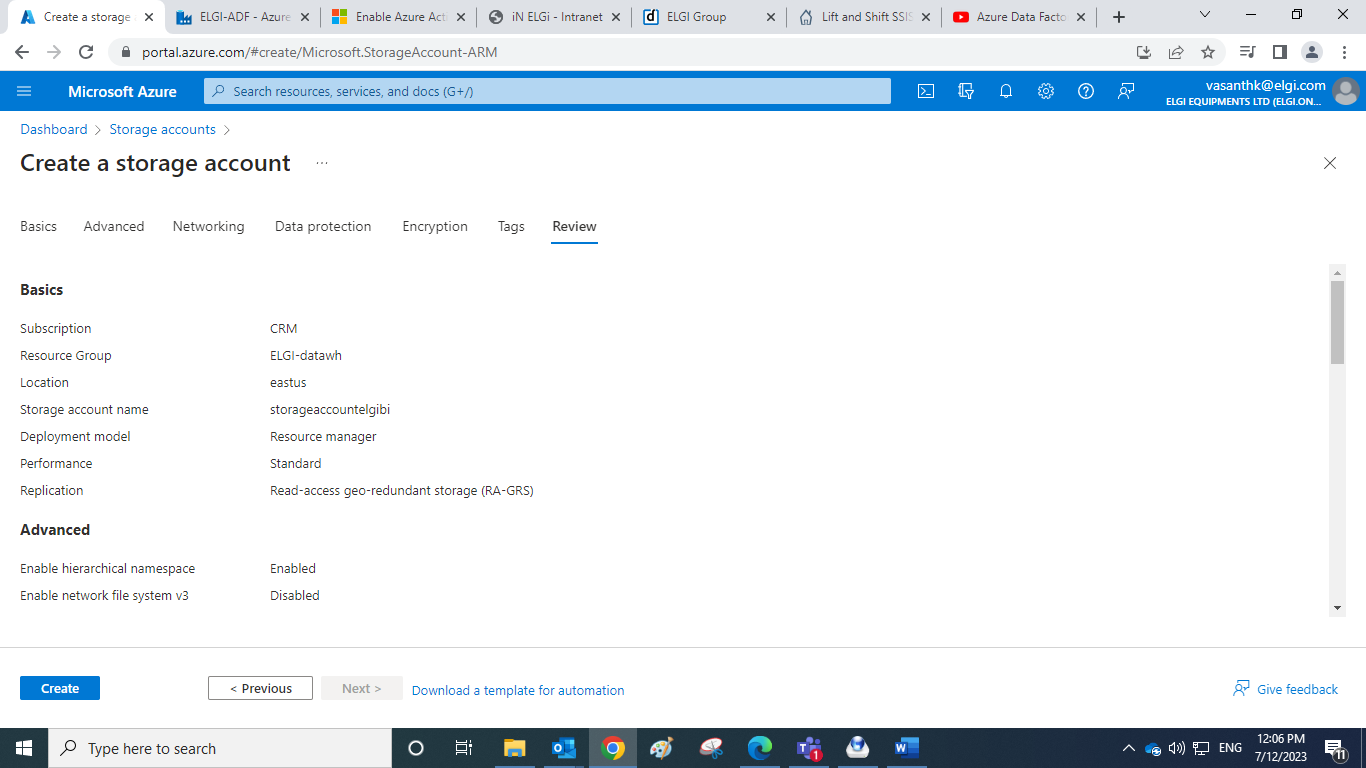 Create a storage
ELGI-ADF - Azure
Enable Azure Act
iN ELGi - Intranet
ELGI Group
Lift and Shift SSIS
Azure Data Facto
portal.azure.com/#create/Microsoft.StorageAccount-ARM
Microsoft Azure
Search resources, services, and docs (G+/)
vasanthk@elgi.com
ELGI EQUIPMENTS LTD (ELGI.ON...
Dashboard > Storage accounts >
Create a storage account ...
Basics Advanced Networking Data protection Encryption Tags Review
Basics
Subscription CRM
Resource Group ELGI-datawh
Location eastus
Storage account name storageaccountelgibi
Deployment model Resource manager
Performance Standard
Replication Read-access geo-redundant storage (RA-GRS)
Advanced
Enable hierarchical namespace Enabled
Enable network file system v3 Disabled
Create < Previous Next > Download a template for automation Give feedback
Type here to search
1
ENG
12:06 PM
7/12/2023
11